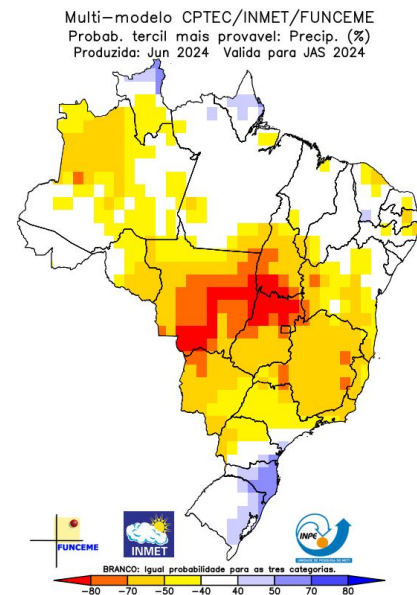 Multi-modelo CPTEC/INMET/FUNCEME
Probab. tercil mais provavel: Precip. (%)
Produzida: Jun 2024 Valida para JAS 2024
FUNCEME
INMET
INPE
BRANCO: Igual probabilidade para as tres categorias.
-80 -70 -50 -40 40 50 70 80